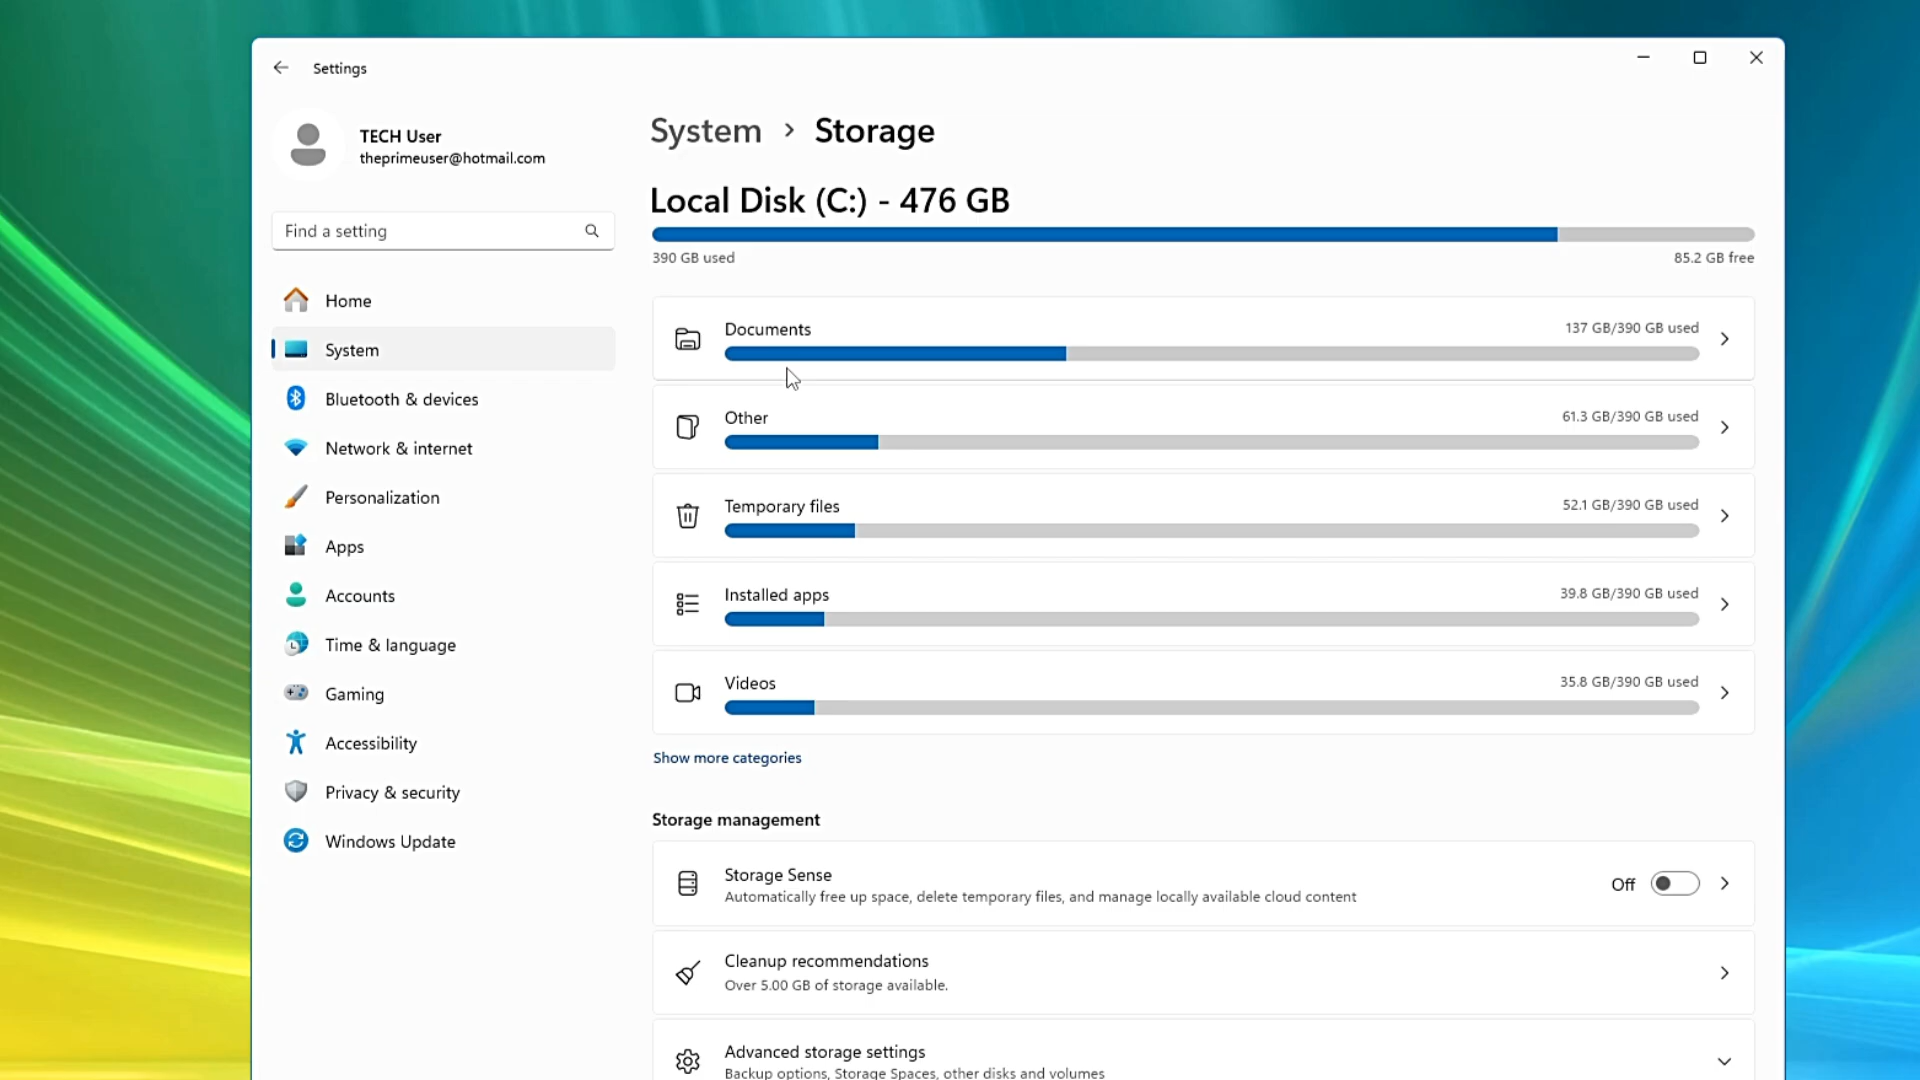 Settings
TECH User
theprimeuser@hotmail.com
Find a setting
Home
System
Bluetooth & devices
Network & internet
Personalization
Apps
Accounts
Time & language
Gaming
Accessibility
Privacy & security
Windows Update
System > Storage
Local Disk (C:) - 476 GB
390 GB used 85.2 GB free
Documents 137 GB/390 GB used
Other 61.3 GB/390 GB used
Temporary files 52.1 GB/390 GB used
Installed apps 39.8 GB/390 GB used
Videos 35.8 GB/390 GB used
Show more categories
Storage management
Storage Sense Off
Automatically free up space, delete temporary files, and manage locally available cloud content
Cleanup recommendations
Over 5.00 GB of storage available.
Advanced storage settings
Backup options, Storage Spaces, other disks and volumes